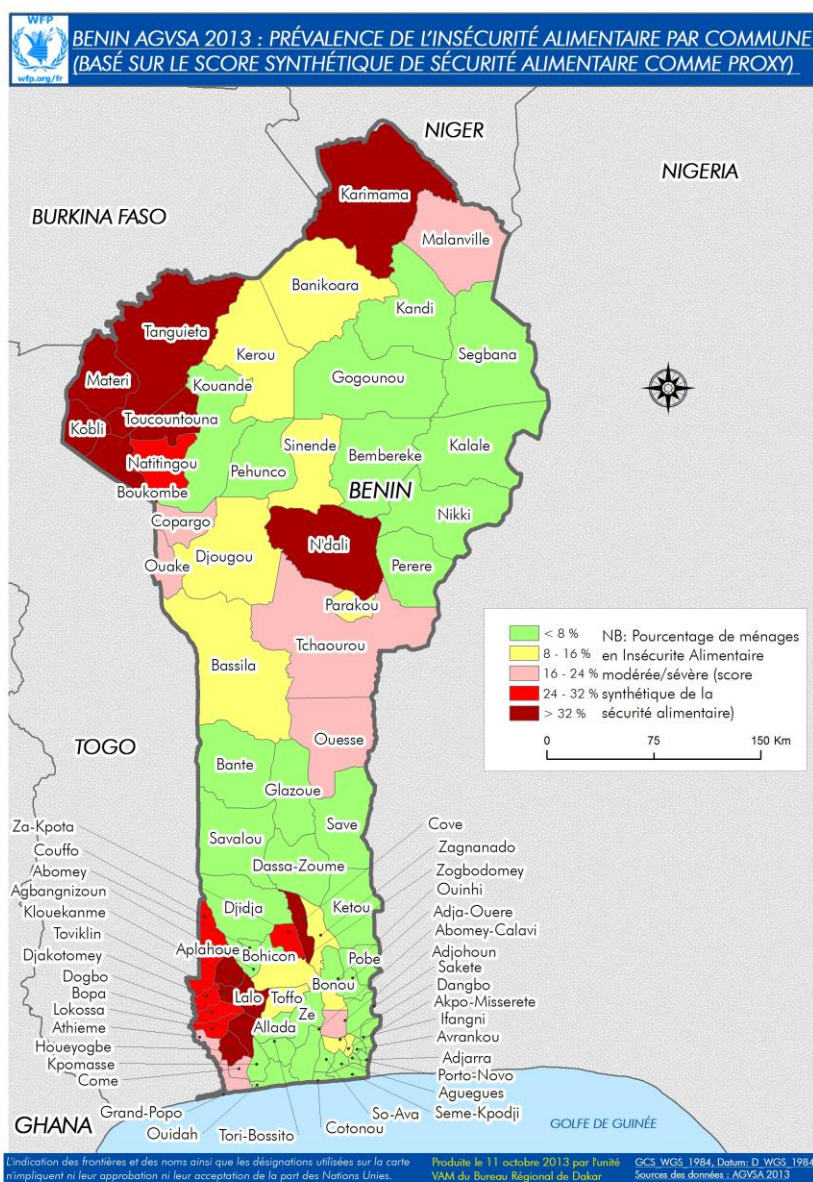 WFP
wfp.org/fr
BENIN AGVSA 2013 : PRÉVALENCE DE L'INSÉCURITÉ ALIMENTAIRE PAR COMMUNE
(BASÉ SUR LE SCORE SYNTHÉTIQUE DE SÉCURITÉ ALIMENTAIRE COMME PROXY)
NIGER
NIGERIA
BURKINA FASO
Karimama
Malanville
Banikoara
Kandi
Tanguieta
Kerou
Segbana
Materi
Kouande
Gogounou
Toucountouna
Kobli
Sinende
Kalale
Natitingou
Pehunco
Bembereke
Boukombe
BENIN
Copargo
Nikki
N'dali
Ouake
Djougou
Perere
Parakou
Tchaourou
Bassila
< 8 %
8 - 16 %
16 - 24 %
24 - 32 %
> 32 %
NB: Pourcentage de ménages
en Insécurite Alimentaire
modérée/sévère (score
synthétique de la
sécurité alimentaire)
0 75 150 Km
TOGO
Ouesse
Bante
Glazoue
Save
Savalou
Dassa-Zoume
Djidja
Ketou
Aplahoue
Bohicon
Pobe
Bonou
Lalo
Toffo
Ze
Allada
Za-Kpota
Couffo
Abomey
Agbangnizoun
Klouekanme
Toviklin
Djakotomey
Dogbo
Bopa
Lokossa
Athieme
Houeyogbe
Kpomasse
Come
Grand-Popo
Ouidah
Tori-Bossito
Cotonou
So-Ava
Cove
Zagnanado
Zogbodomey
Ouinhi
Adja-Ouere
Abomey-Calavi
Adjohoun
Sakete
Dangbo
Akpo-Misserete
Ifangni
Avrankou
Adjarra
Porto-Novo
Aguegues
Seme-Kpodji
GHANA
GOLFE DE GUINÉE
L'indication des frontières et des noms ainsi que les désignations utilisées sur la carte
n'impliquent ni leur approbation ni leur acceptation de la part des Nations Unies.
Produite le 11 octobre 2013 par l'unité
VAM du Bureau Régional de Dakar
GCS_WGS_1984, Datum: D_WGS_1984
Sources des données : AGVSA 2013